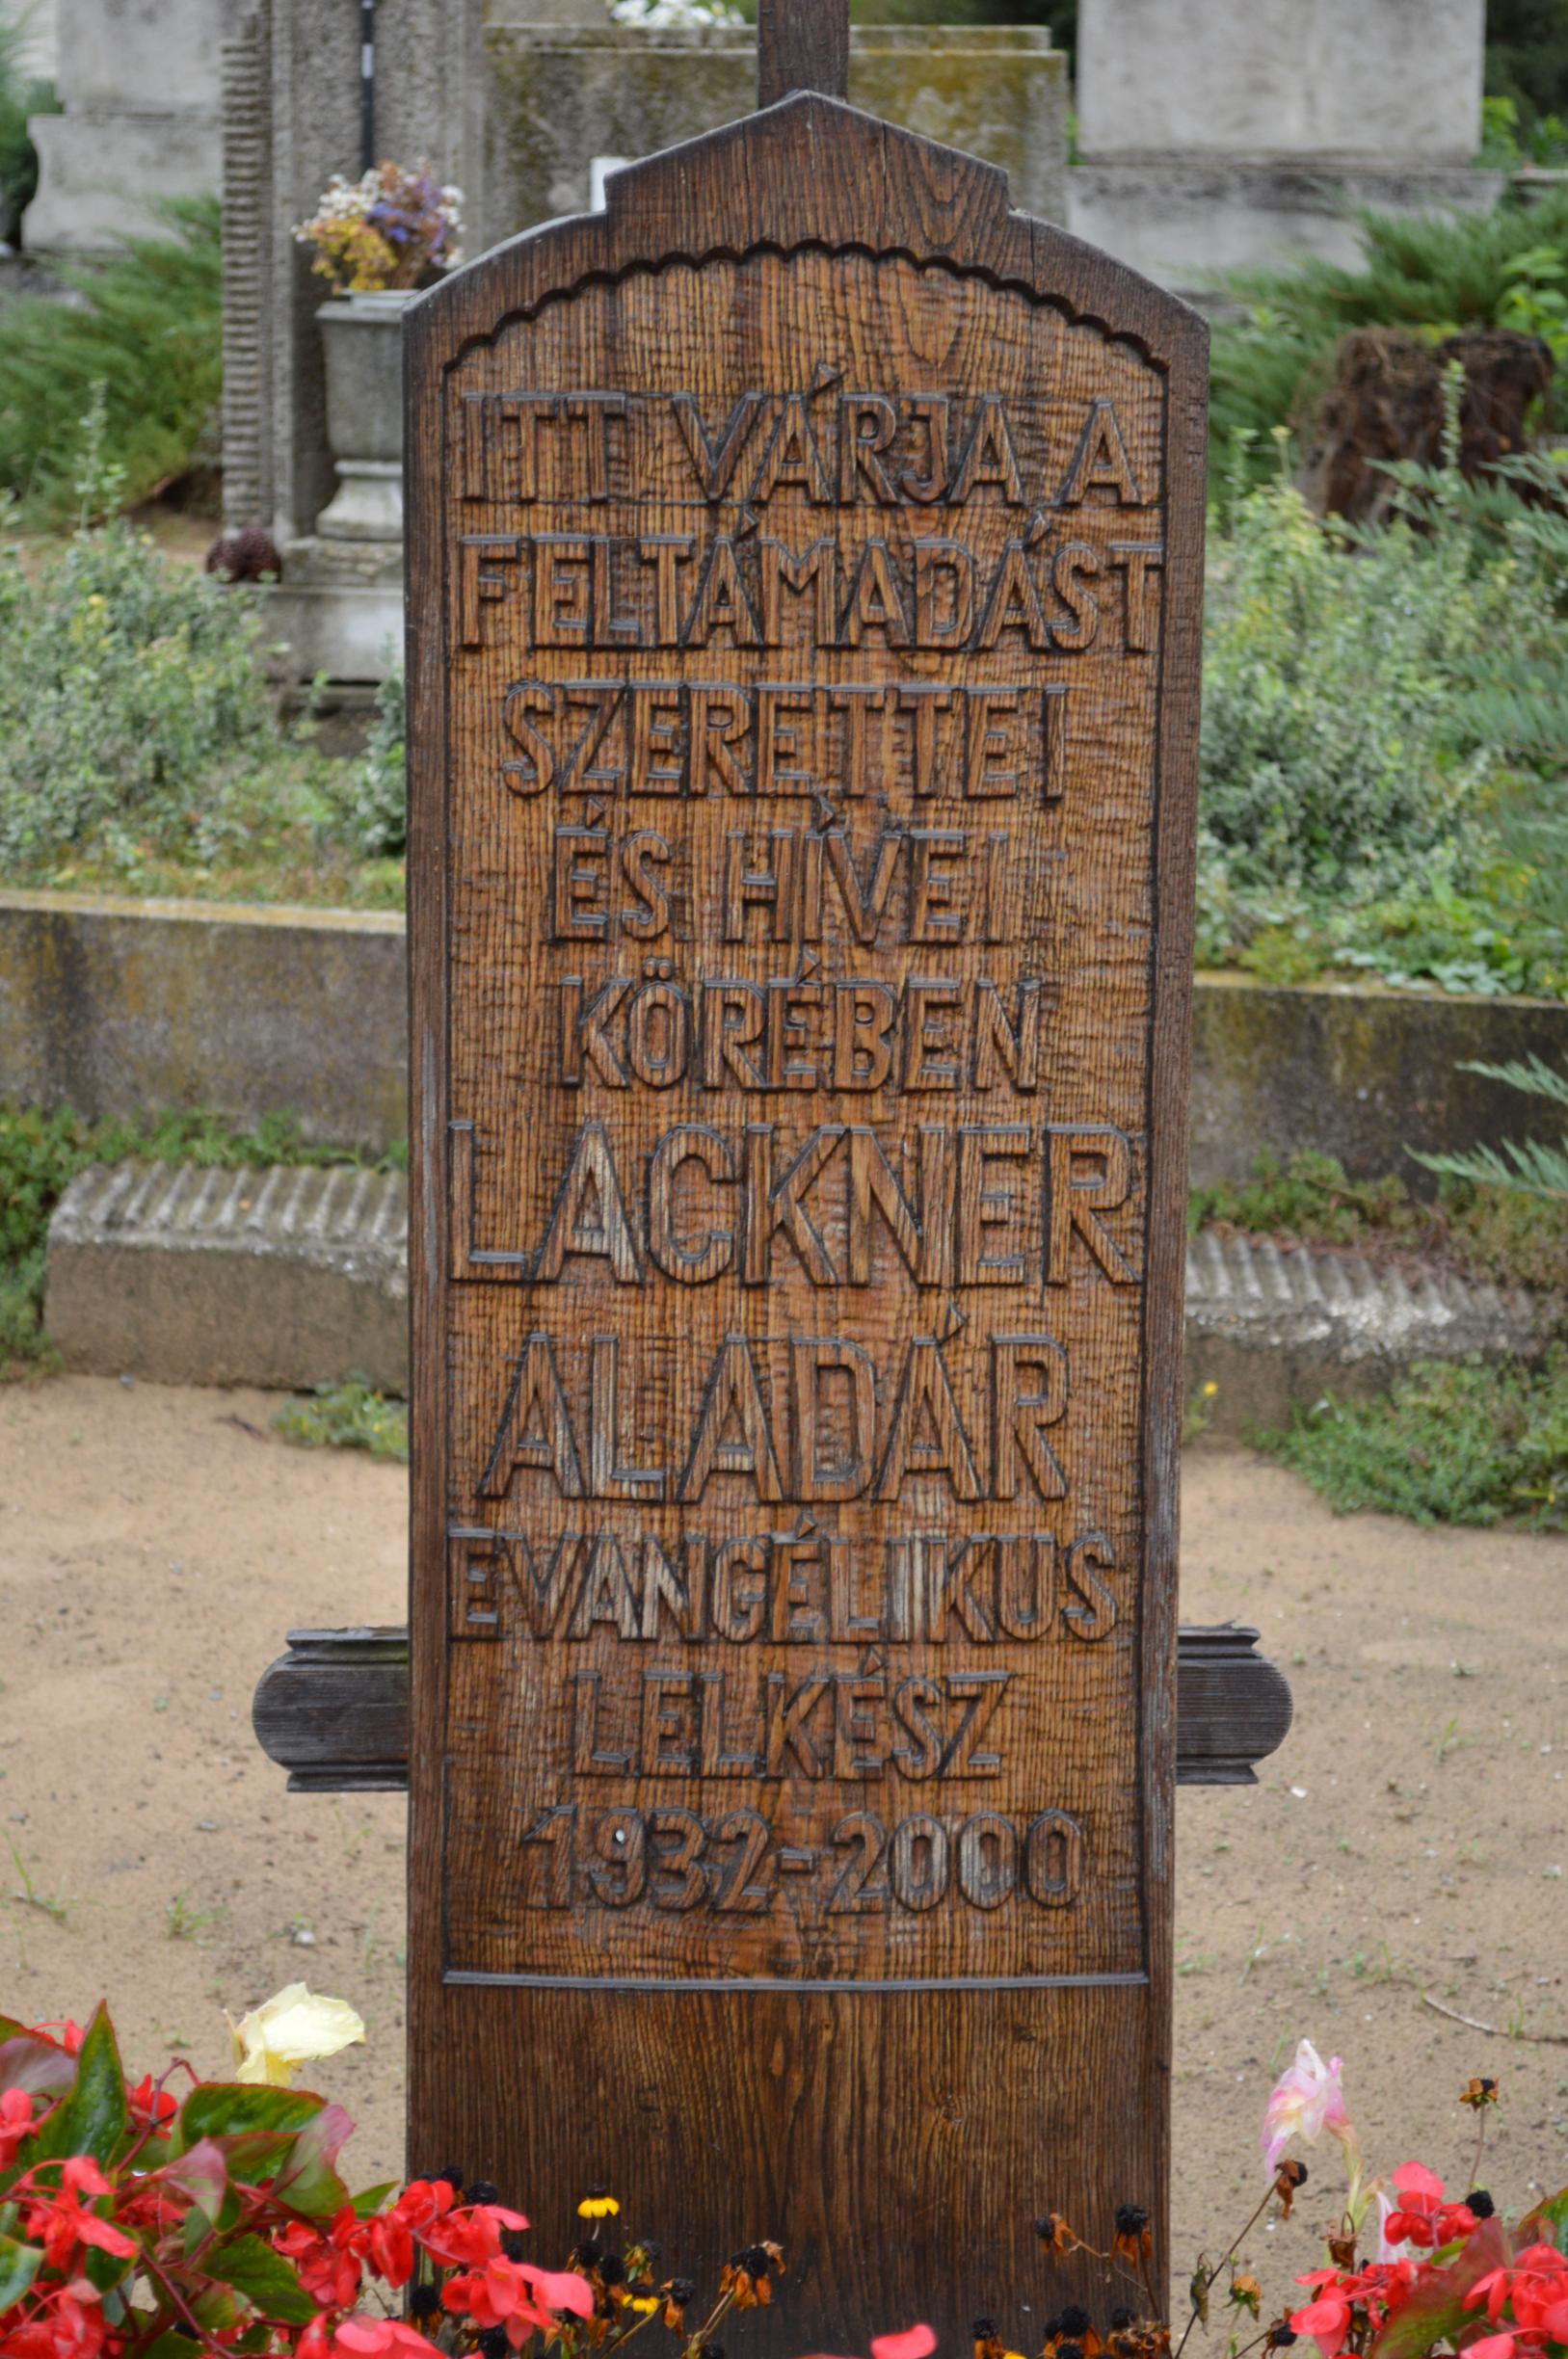 ITT VÁRJA A
FELTÁMADÁST
SZERETTEI
ÉS HÍVEI
KÖRÉBEN
LACKNER
ALADÁR
EVANGÉLIKUS
LELKÉSZ
1932-2000